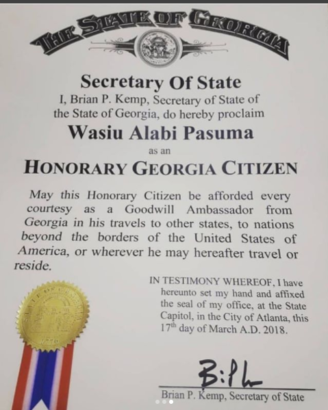 THE STATE OF GEORGIA
Secretary Of State
I, Brian P. Kemp, Secretary of State of
the State of Georgia, do hereby proclaim
Wasiu Alabi Pasuma
as an
HONORARY GEORGIA CITIZEN
May this Honorary Citizen be afforded every
courtesy as a Goodwill Ambassador from
Georgia in his travels to other states, to nations
beyond the borders of the United States of
America, or wherever he may hereafter travel or
reside.
IN TESTIMONY WHEREOF, I have
hereunto set my hand and affixed
the seal of my office, at the State
Capitol, in the City of Atlanta, this
17th day of March A.D. 2018.
Brian P. Kemp, Secretary of State